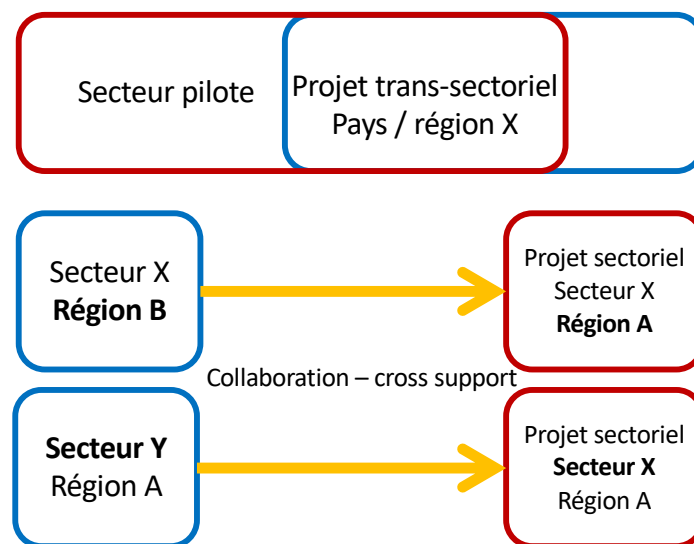 Secteur pilote
Projet trans-sectoriel
Pays / région X
Secteur X
Région B
Projet sectoriel
Secteur X
Région A
Collaboration – cross support
Secteur Y
Région A
Projet sectoriel
Secteur X
Région A